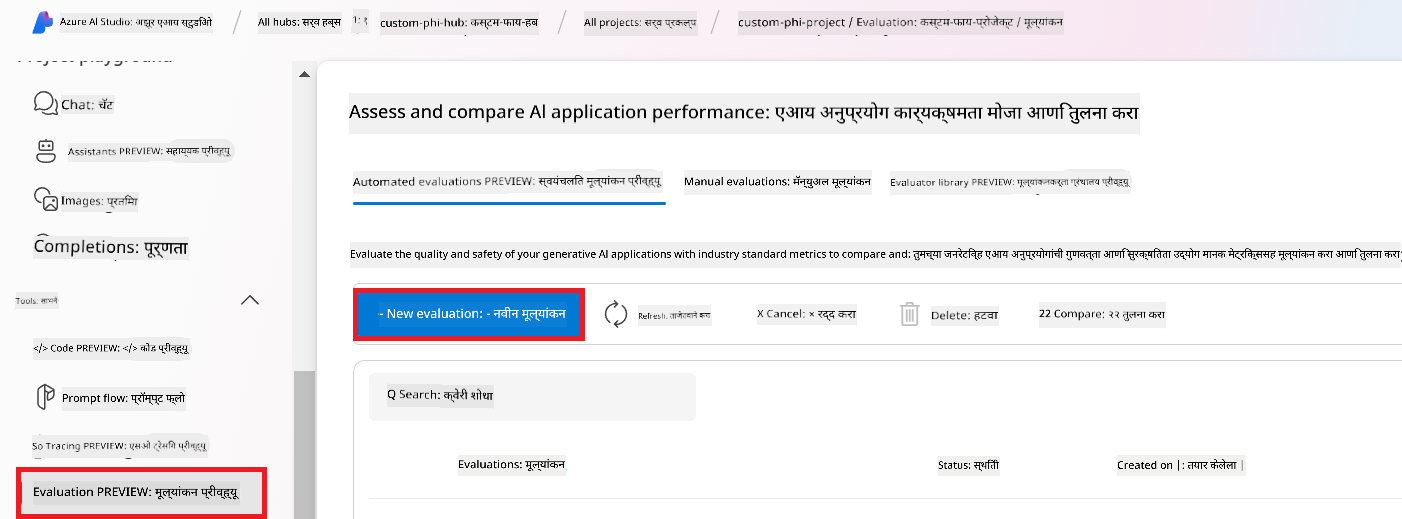 Azure AI Studio: अझूर एआय स्टुडिओ / All hubs: सर्व हब्स / custom-phi-hub: कस्टम-फाय-हब / All projects: सर्व प्रकल्प / custom-phi-project / Evaluation: कस्टम-फाय-प्रोजेक्ट / मूल्यांकन
Project playground
Chat: चॅट
Assistants PREVIEW: सहाय्यक प्रीव्ह्यू
Images: प्रतिमा
Completions: पूर्णता
Tools: साधने
</> Code PREVIEW: </> कोड प्रीव्ह्यू
Prompt flow: प्रॉम्प्ट फ्लो
So Tracing PREVIEW: एसओ ट्रेसिंग प्रीव्ह्यू
Evaluation PREVIEW: मूल्यांकन प्रीव्ह्यू
Assess and compare AI application performance: एआय अनुप्रयोग कार्यक्षमता मोजा आणि तुलना करा
Automated evaluations PREVIEW: स्वयंचलित मूल्यांकन प्रीव्ह्यू
Manual evaluations: मॅन्युअल मूल्यांकन
Evaluator library PREVIEW: मूल्यांकनकर्ता ग्रंथालय प्रीव्ह्यू
Evaluate the quality and safety of your generative AI applications with industry standard metrics to compare and: तुमच्या जनरेटिव्ह एआय अनुप्रयोगांची गुणवत्ता आणि सुरक्षितता उद्योग मानक मेट्रिक्ससह मूल्यांकन करा आणि तुलना करा
- New evaluation: - नवीन मूल्यांकन
Refresh: ताजेतवाने करा
X Cancel: × रद्द करा
Delete: हटवा
22 Compare: २२ तुलना करा
Q Search: क्वेरी शोधा
Evaluations: मूल्यांकन
Status: स्थिती
Created on |: तयार केलेला |